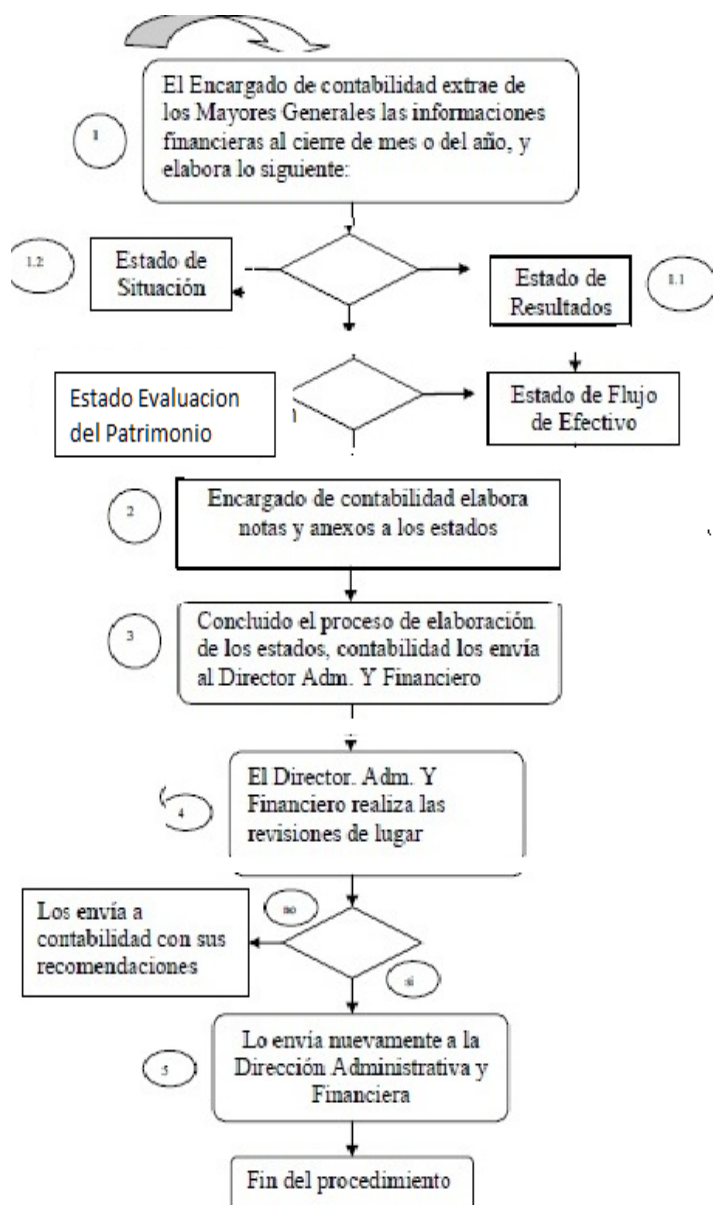 El Encargado de contabilidad extrae de
los Mayores Generales las informaciones
financieras al cierre de mes o del año, y
elabora lo siguiente:
1
1.2
Estado de
Situación
Estado de
Resultados
1.1
Estado Evaluacion
del Patrimonio
Estado de Flujo
de Efectivo
2
Encargado de contabilidad elabora
notas y anexos a los estados
3
Concluido el proceso de elaboración
de los estados, contabilidad los envía
al Director Adm. Y Financiero
4
El Director. Adm. Y
Financiero realiza las
revisiones de lugar
no
Los envía a
contabilidad con sus
recomendaciones
si
5
Lo envía nuevamente a la
Dirección Administrativa y
Financiera
Fin del procedimiento